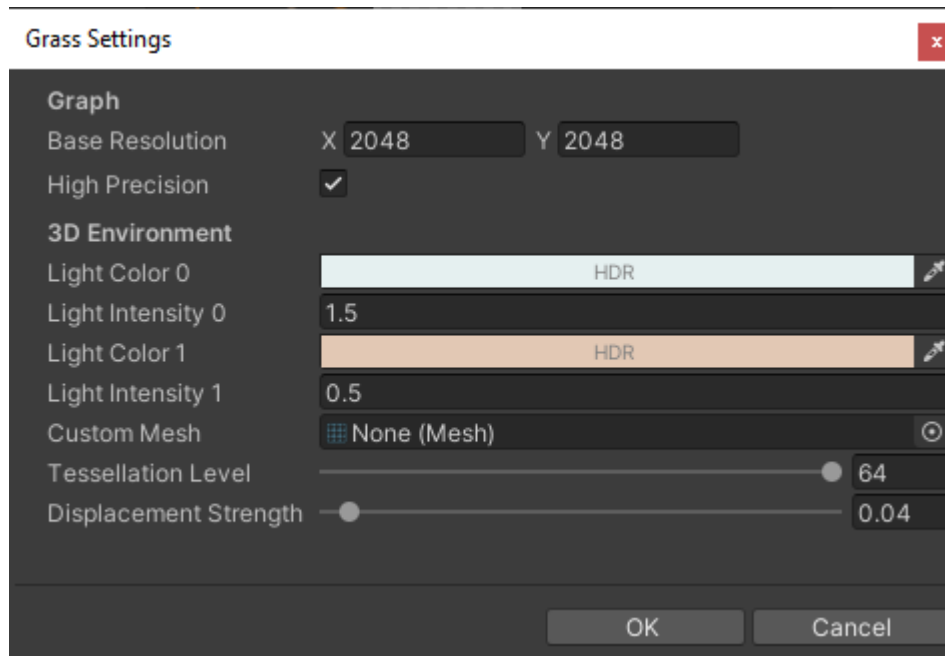 Grass Settings
x
Graph
Base Resolution X 2048 Y 2048
High Precision
3D Environment
Light Color 0 HDR
Light Intensity 0 1.5
Light Color 1 HDR
Light Intensity 1 0.5
Custom Mesh None (Mesh)
Tessellation Level 64
Displacement Strength 0.04
OK Cancel